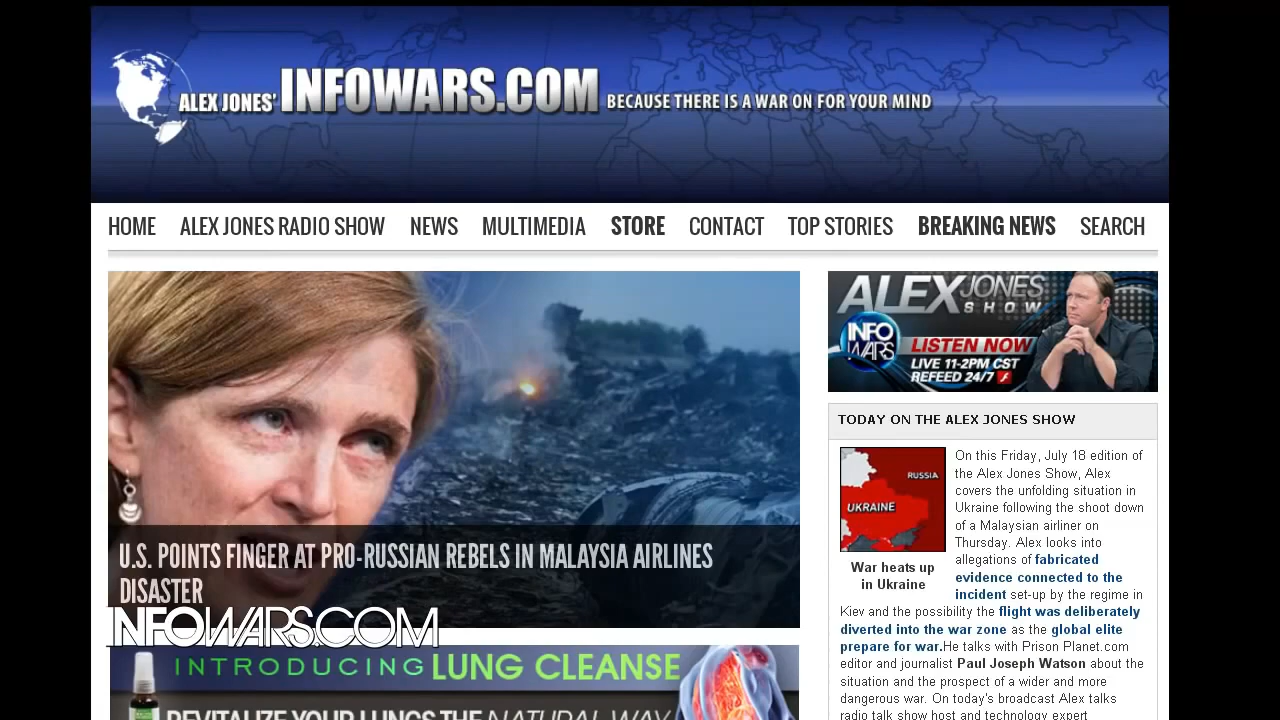 ALEX JONES' INFOWARS.COM BECAUSE THERE IS A WAR ON FOR YOUR MIND
HOME ALEX JONES RADIO SHOW NEWS MULTIMEDIA STORE CONTACT TOP STORIES BREAKING NEWS SEARCH
U.S. POINTS FINGER AT PRO-RUSSIAN REBELS IN MALAYSIA AIRLINES
DISASTER
INFOWARS.COM
INTRODUCING LUNG CLEANSE
REVITALIZE YOUR LUNGS THE NATURAL WAY
ALEX JONES
SHOW
INFO
WARS
LISTEN NOW
LIVE 11-2PM CST
REFEED 24/7
TODAY ON THE ALEX JONES SHOW
RUSSIA
UKRAINE
War heats up
in Ukraine
On this Friday, July 18 edition of
the Alex Jones Show, Alex
covers the unfolding situation in
Ukraine following the shoot down
of a Malaysian airliner on
Thursday. Alex looks into
allegations of fabricated
evidence connected to the
incident set-up by the regime in
Kiev and the possibility the flight was deliberately
diverted into the war zone as the global elite
prepare for war.He talks with Prison Planet.com
editor and journalist Paul Joseph Watson about the
situation and the prospect of a wider and more
dangerous war. On today's broadcast Alex talks
radio talk show host and technology expert